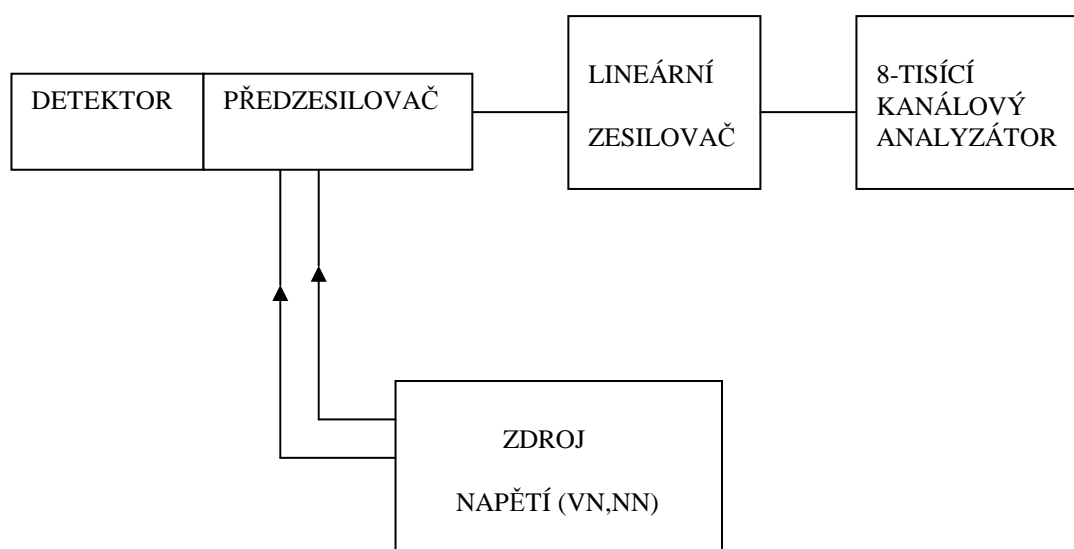 DETEKTOR
PŘEDZESILOVAČ
LINEÁRNÍ
ZESILOVAČ
8-TISÍCÍ
KANÁLOVÝ
ANALYZÁTOR
ZDROJ
NAPĚTÍ (VN,NN)